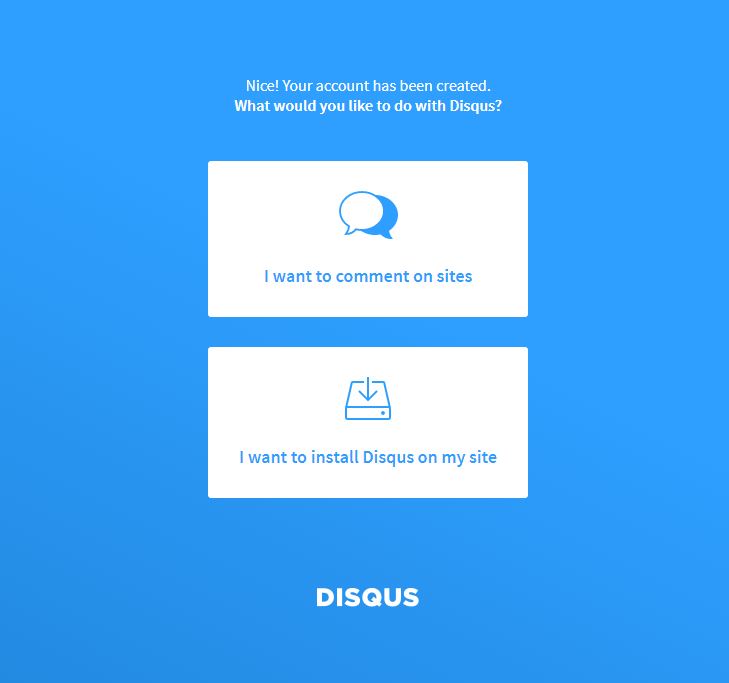 Nice! Your account has been created.
What would you like to do with Disqus?
I want to comment on sites
I want to install Disqus on my site
DISQUS